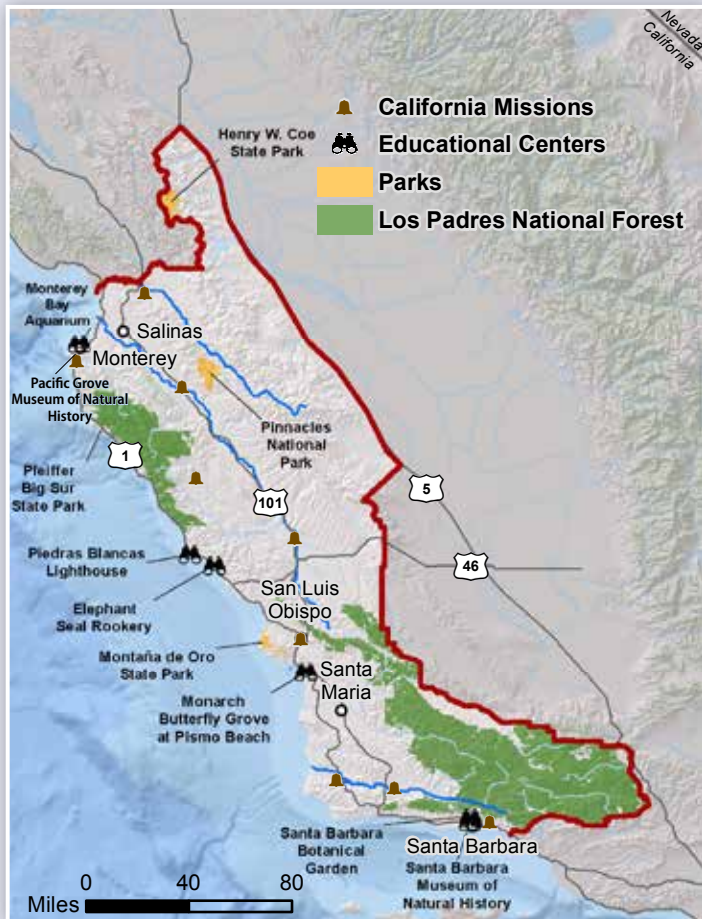 Nevada
California
California Missions
Educational Centers
Parks
Los Padres National Forest
Henry W. Coe
State Park
Monterey
Bay
Aquarium
Salinas
Monterey
Pacific Grove
Museum of Natural
History
Pinnacles
National
Park
Pfeiffer
Big Sur
State Park
1
101
5
46
Piedras Blancas
Lighthouse
Elephant
Seal Rookery
San Luis
Obispo
Montaña de Oro
State Park
Santa
Maria
Monarch
Butterfly Grove
at Pismo Beach
Santa Barbara
Botanical
Garden
Santa Barbara
Santa Barbara
Museum of
Natural History
Miles
0
40
80